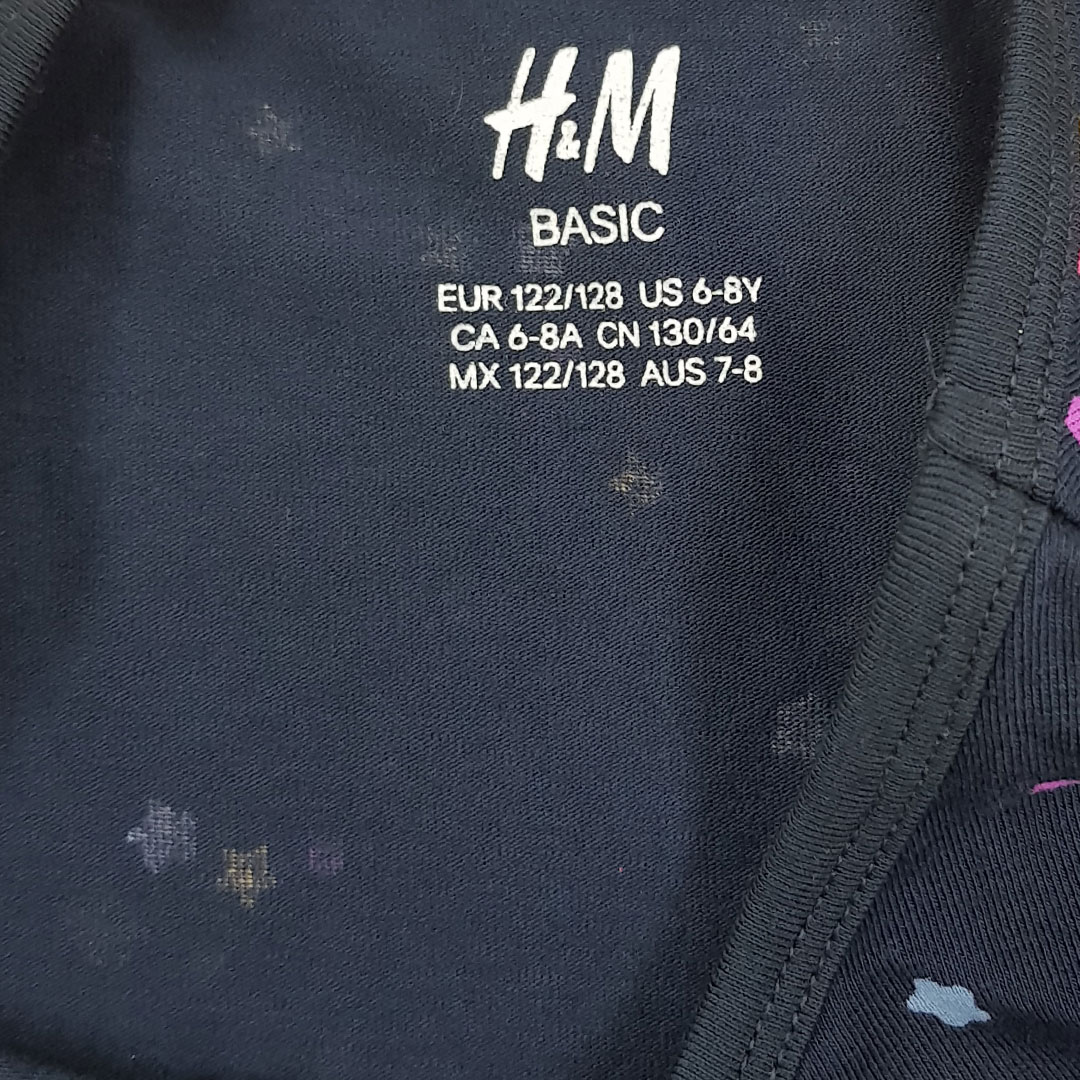 H&M
BASIC
EUR 122/128 US 6-8Y
CA 6-8A CN 130/64
MX 122/128 AUS 7-8